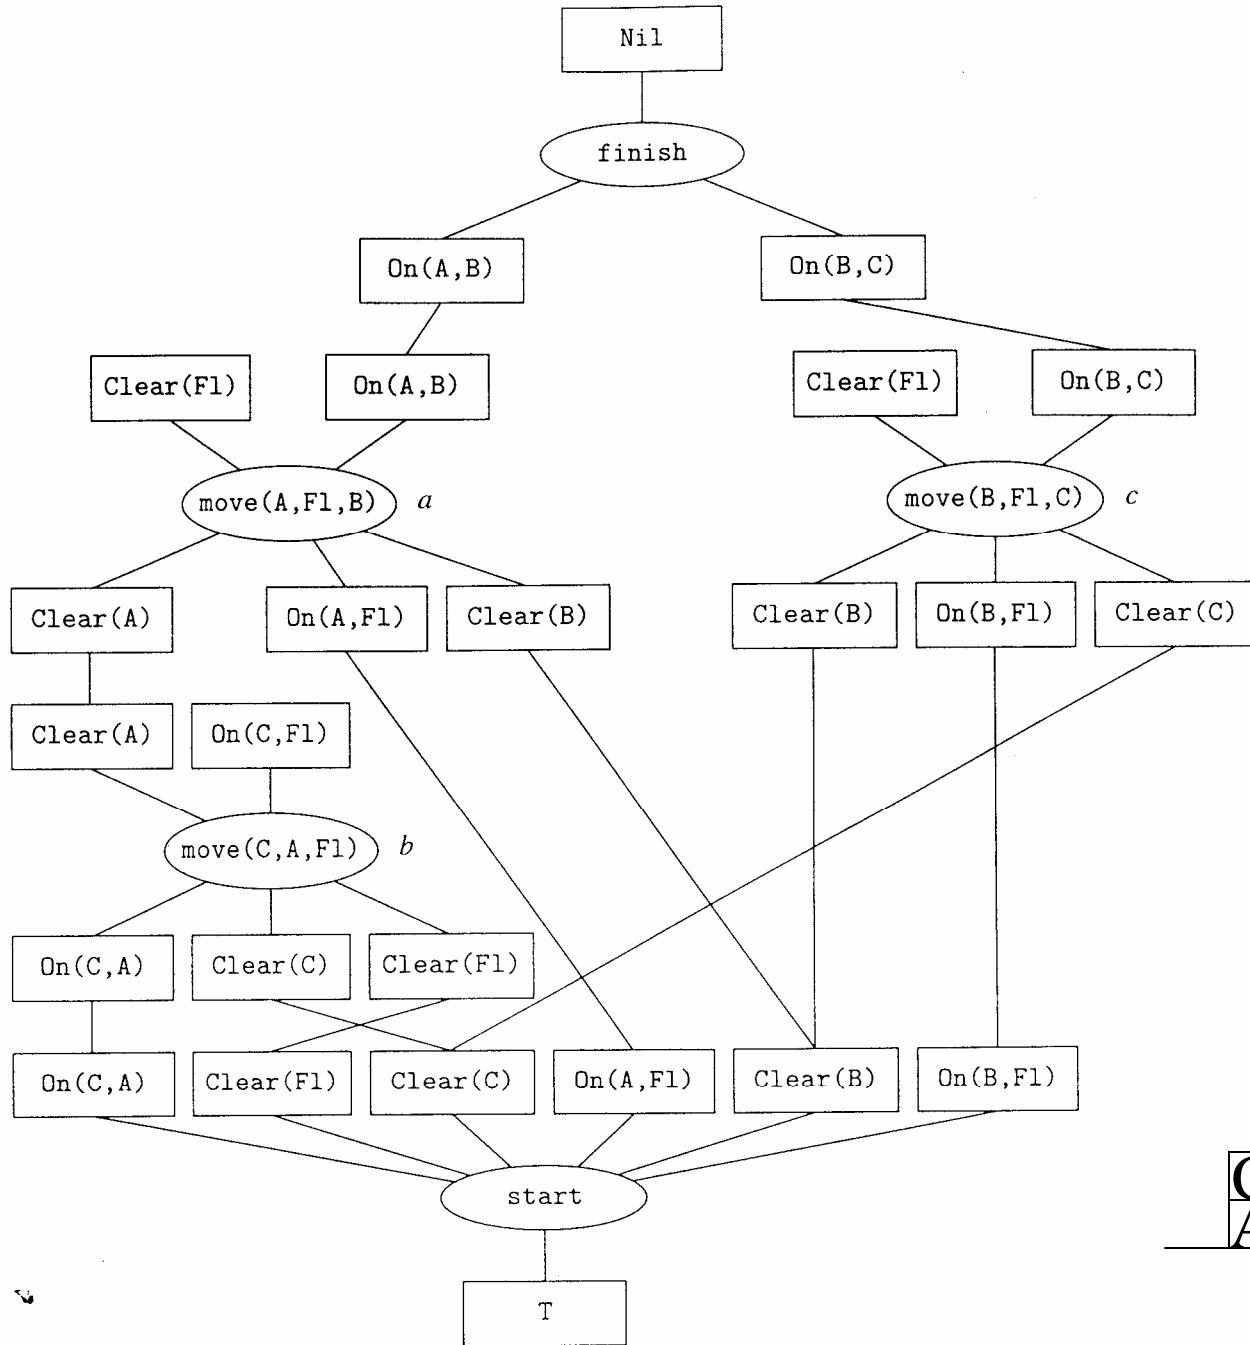 Nil
finish
On(A,B)
On(B,C)
Clear(Fl)
On(A,B)
Clear(Fl)
On(B,C)
move(A,Fl,B) a
move(B,Fl,C) c
Clear(A)
On(A,Fl)
Clear(B)
Clear(B)
On(B,Fl)
Clear(C)
Clear(A)
On(C,Fl)
move(C,A,Fl) b
On(C,A)
Clear(C)
Clear(Fl)
On(C,A)
Clear(Fl)
Clear(C)
On(A,Fl)
Clear(B)
On(B,Fl)
start
T